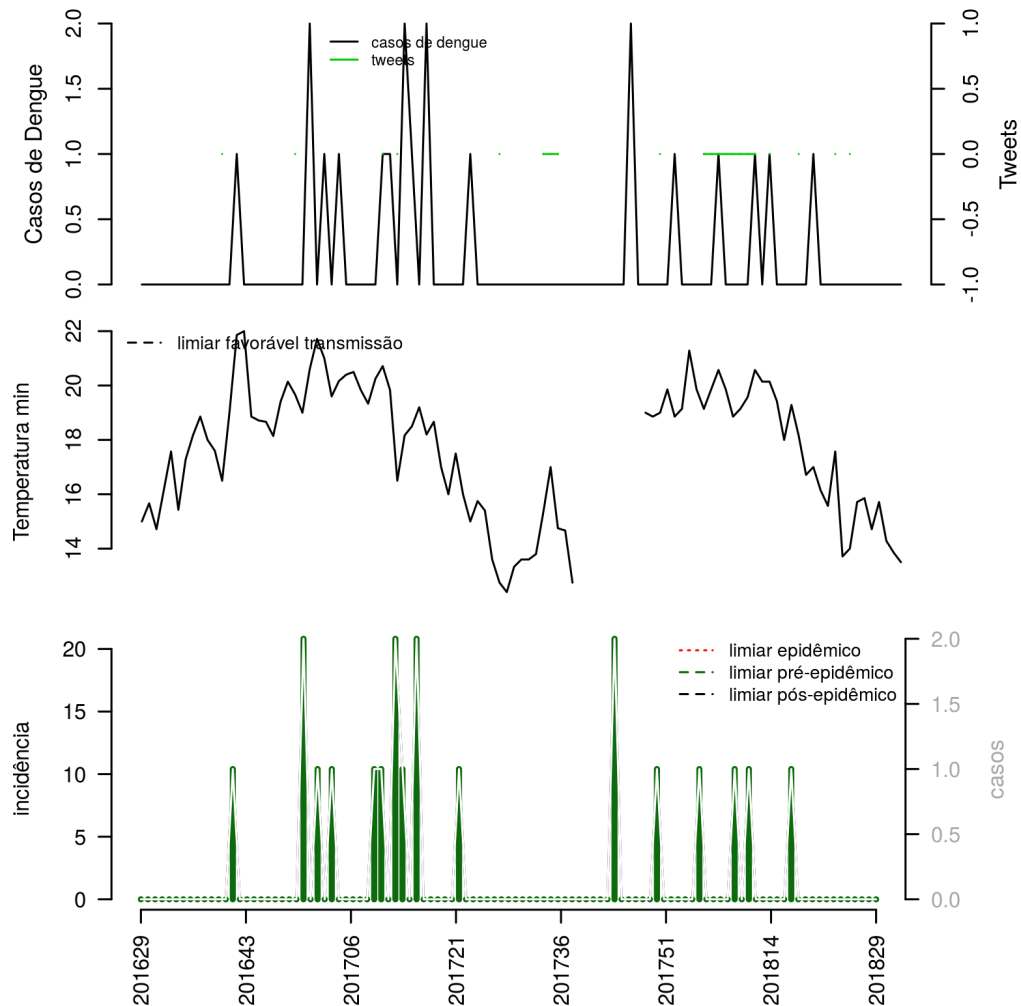 casos de dengue
tweets
Casos de Dengue
0.0 0.5 1.0 1.5 2.0
-1.0 -0.5 0.0 0.5 1.0
Tweets
limiar favorável transmissão
Temperatura min
14 16 18 20 22
limiar epidêmico
limiar pré-epidêmico
limiar pós-epidêmico
incidência
0 5 10 15 20
0.0 0.5 1.0 1.5 2.0
casos
201629 201643 201706 201721 201736 201751 201814 201829